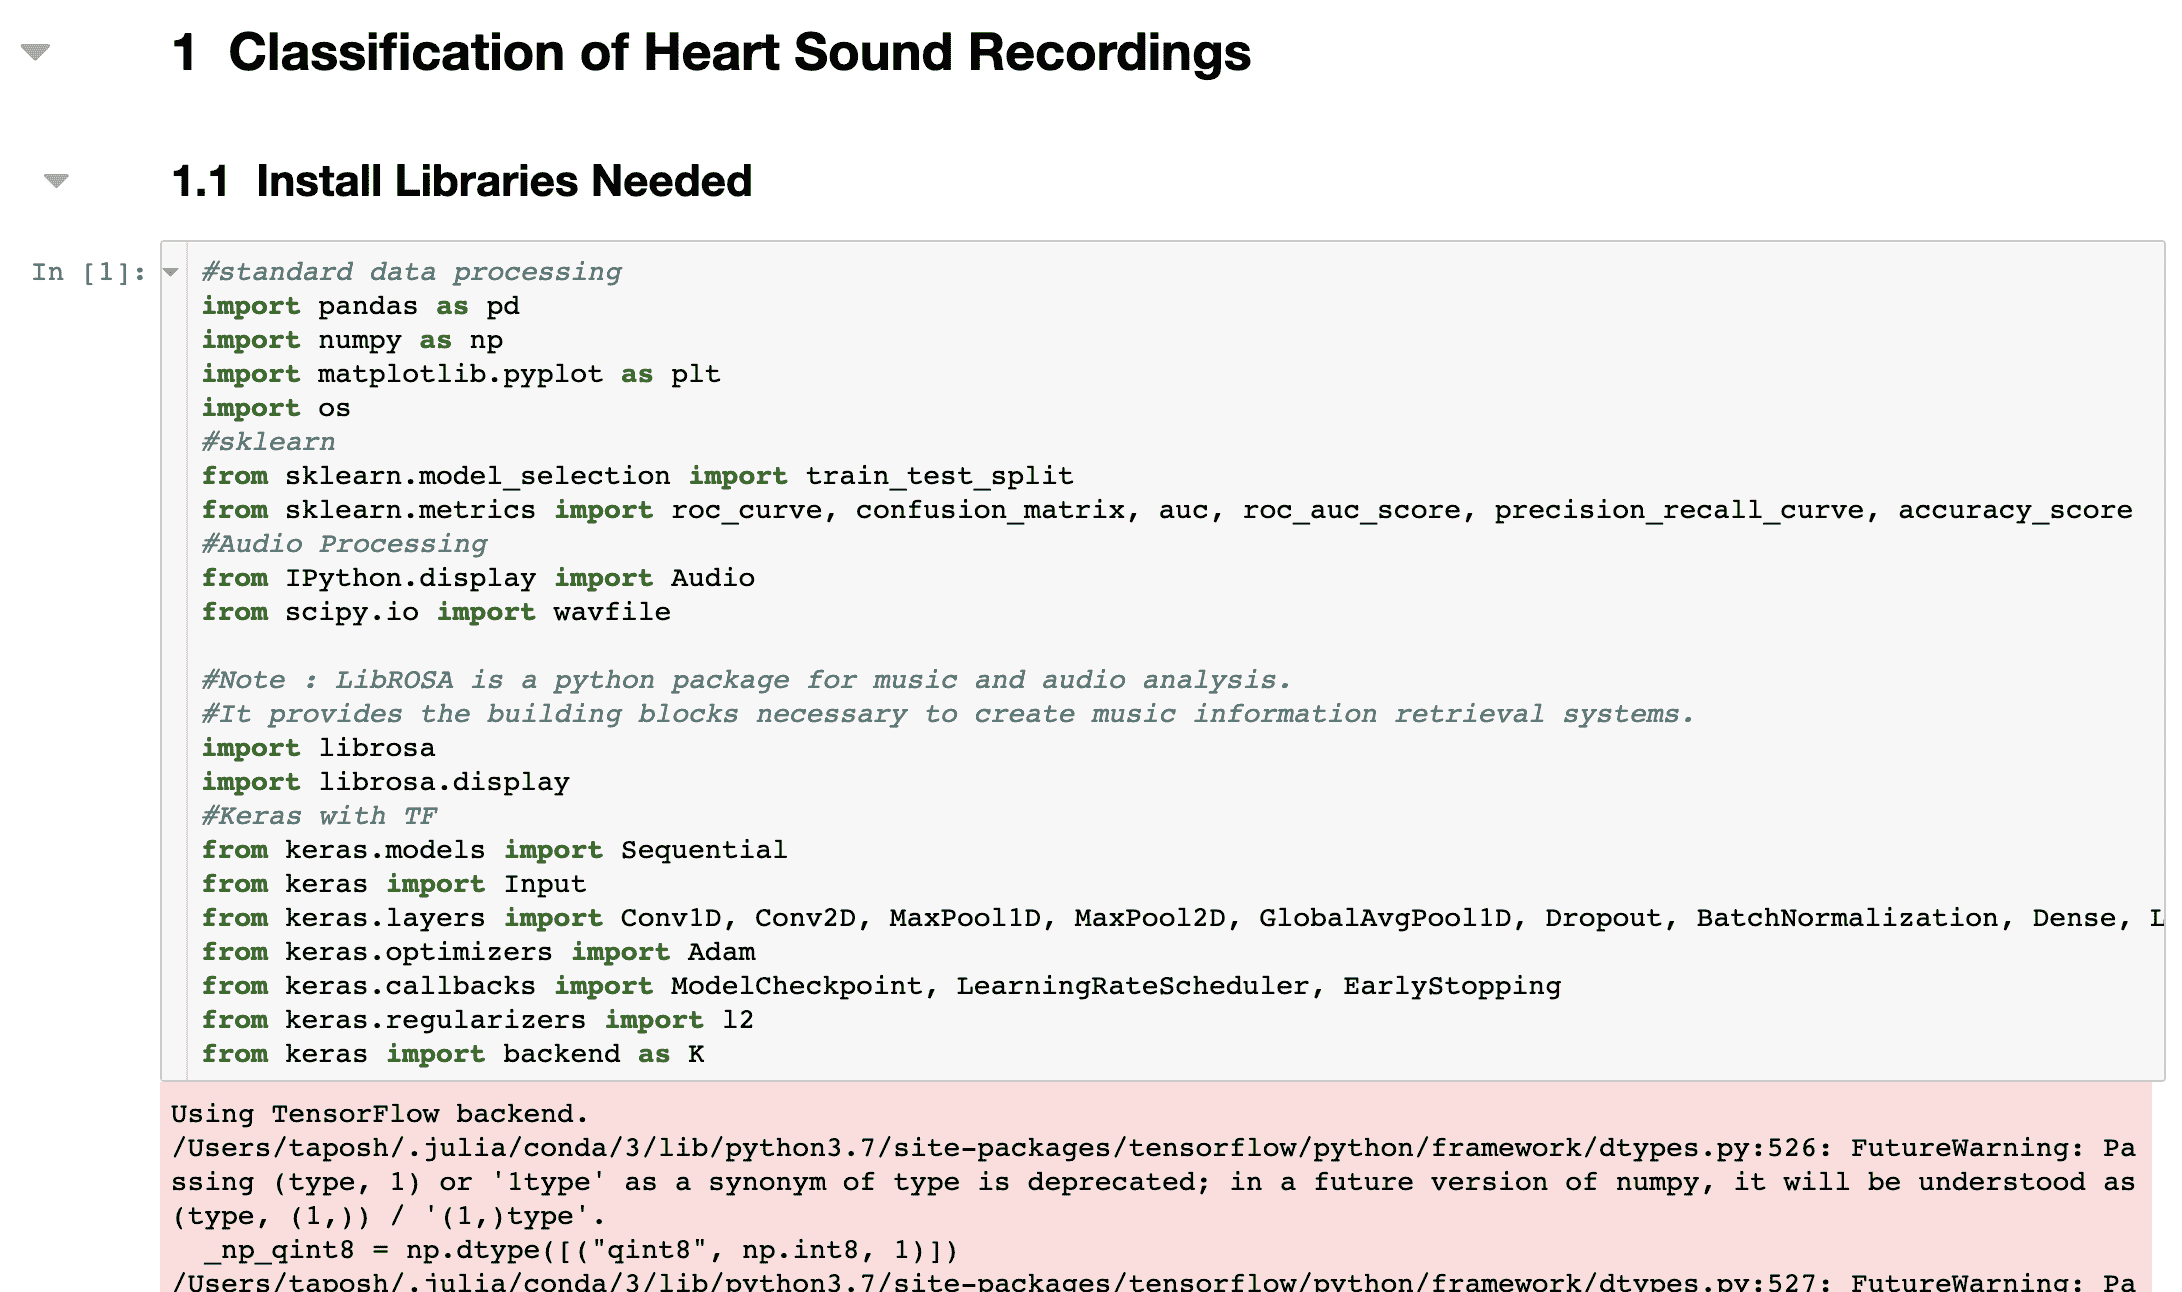 1 Classification of Heart Sound Recordings
1.1 Install Libraries Needed
In [1]:
#standard data processing
import pandas as pd
import numpy as np
import matplotlib.pyplot as plt
import os
#sklearn
from sklearn.model_selection import train_test_split
from sklearn.metrics import roc_curve, confusion_matrix, auc, roc_auc_score, precision_recall_curve, accuracy_score
#Audio Processing
from IPython.display import Audio
from scipy.io import wavfile
#Note : LibROSA is a python package for music and audio analysis.
#It provides the building blocks necessary to create music information retrieval systems.
import librosa
import librosa.display
#Keras with TF
from keras.models import Sequential
from keras import Input
from keras.layers import Conv1D, Conv2D, MaxPool1D, MaxPool2D, GlobalAvgPool1D, Dropout, BatchNormalization, Dense, L
from keras.optimizers import Adam
from keras.callbacks import ModelCheckpoint, LearningRateScheduler, EarlyStopping
from keras.regularizers import l2
from keras import backend as K
Using TensorFlow backend.
/Users/taposh/.julia/conda/3/lib/python3.7/site-packages/tensorflow/python/framework/dtypes.py:526: FutureWarning: Pa
ssing (type, 1) or '1type' as a synonym of type is deprecated; in a future version of numpy, it will be understood as
(type, (1,)) / '(1,)type'.
_np_qint8 = np.dtype([("qint8", np.int8, 1)])
/Users/taposh/.julia/conda/3/lib/python3.7/site-packages/tensorflow/python/framework/dtypes.py:527: FutureWarning: Pa